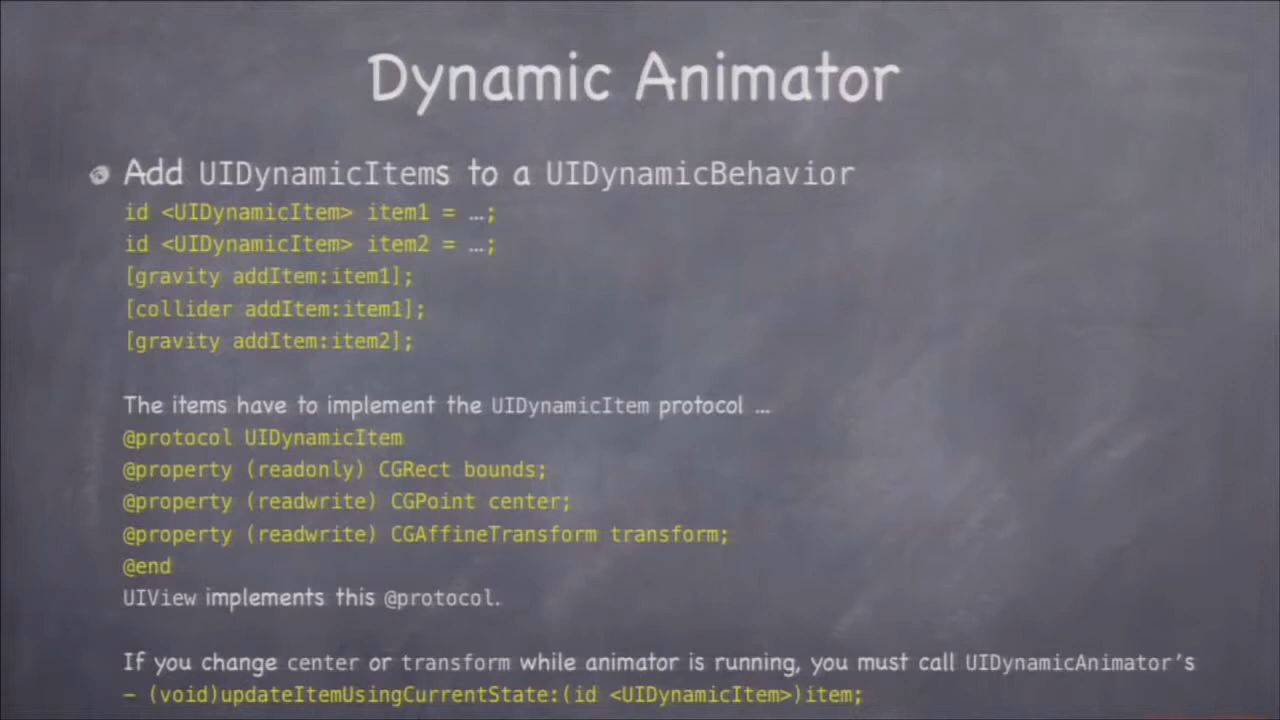 Dynamic Animator
Add UIDynamicItems to a UIDynamicBehavior
id <UIDynamicItem> item1 = …;
id <UIDynamicItem> item2 = …;
[gravity addItem:item1];
[collider addItem:item1];
[gravity addItem:item2];
The items have to implement the UIDynamicItem protocol …
@protocol UIDynamicItem
@property (readonly) CGRect bounds;
@property (readwrite) CGPoint center;
@property (readwrite) CGAffineTransform transform;
@end
UIView implements this @protocol.
If you change center or transform while animator is running, you must call UIDynamicAnimator’s
– (void)updateItemUsingCurrentState:(id <UIDynamicItem>)item;